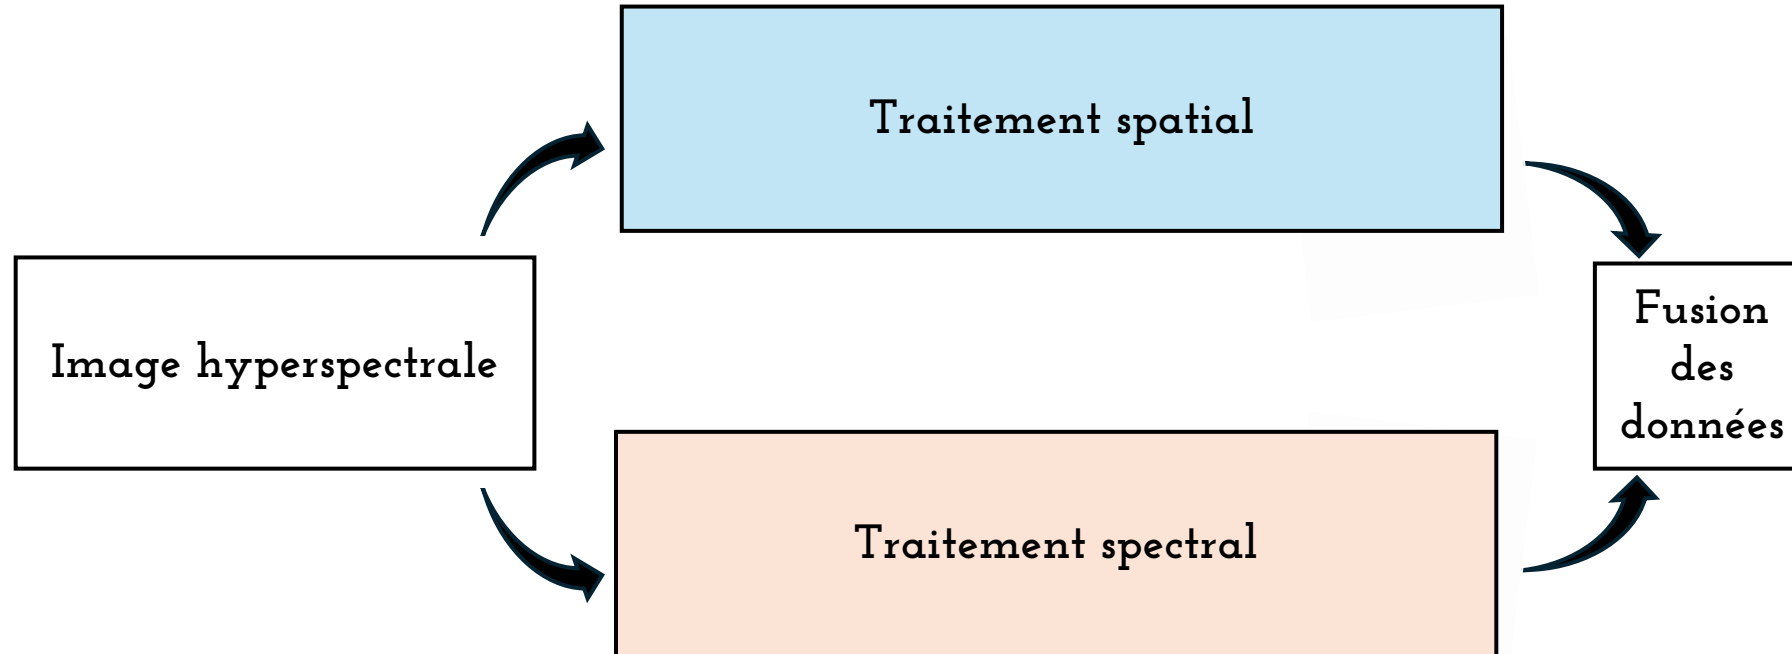 Traitement spatial
Image hyperspectrale
Fusion
des
données
Traitement spectral